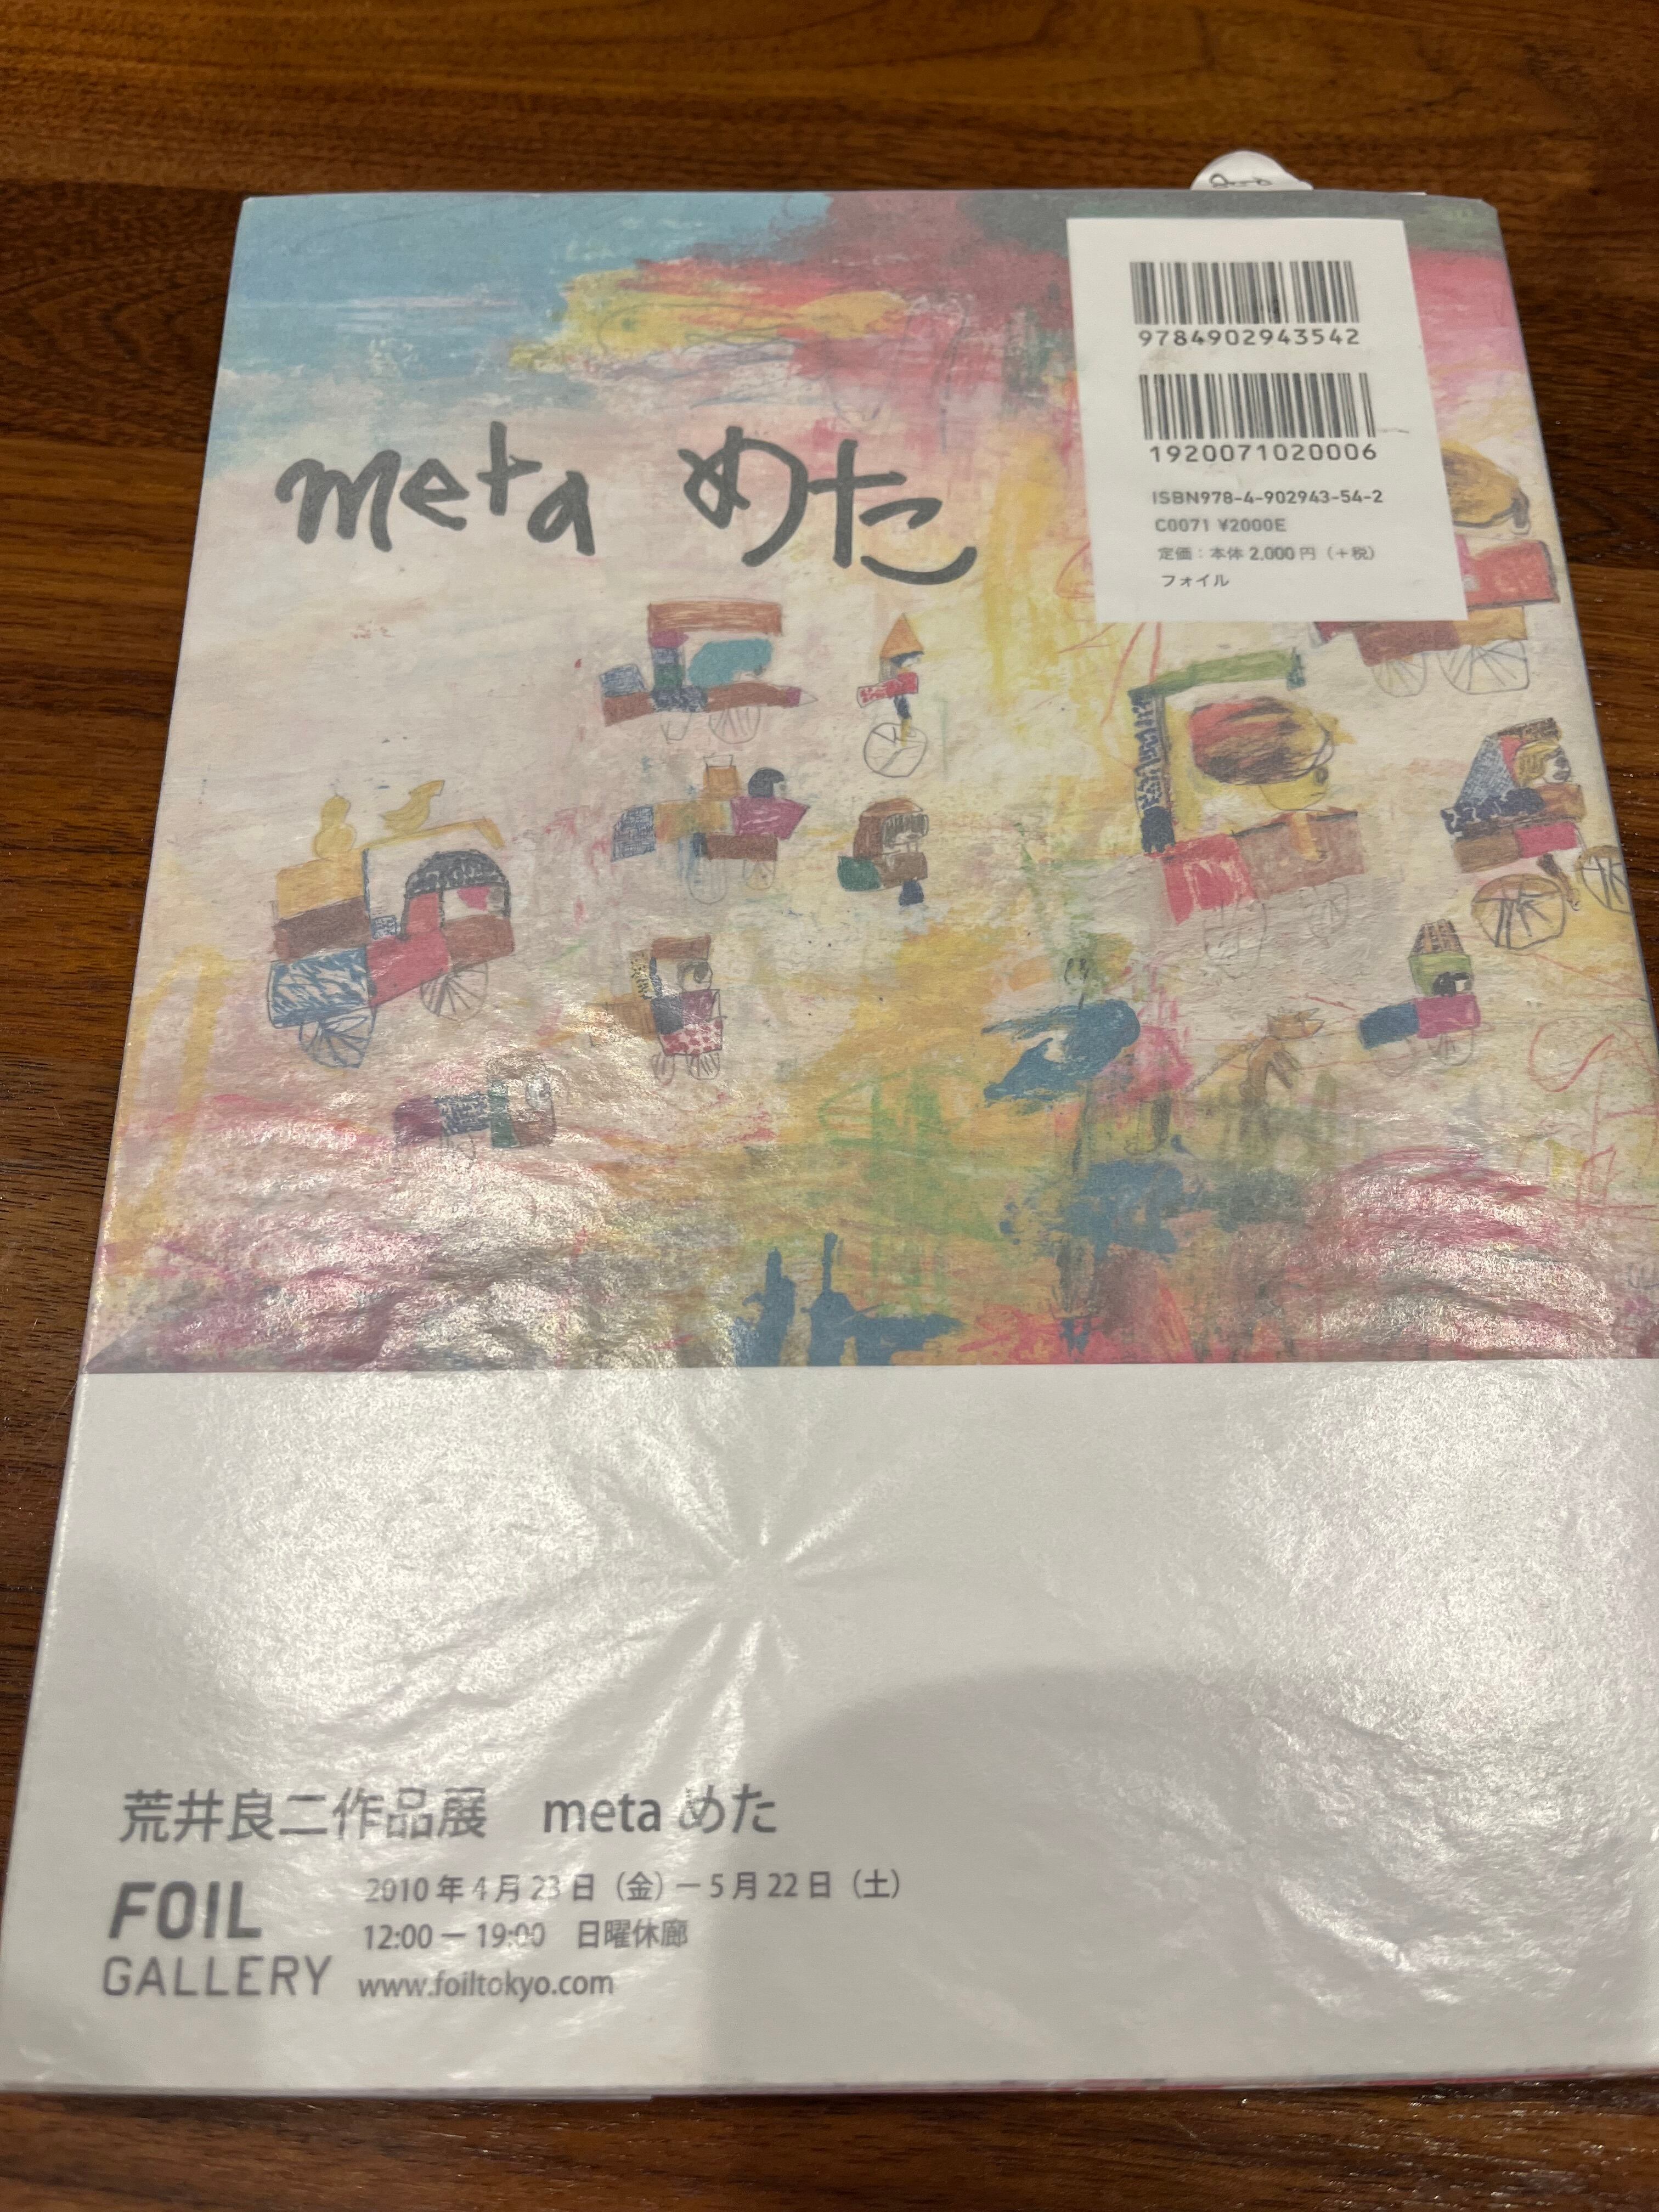 9784902943542
1920071020006
ISBN978-4-902943-54-2
C0071 ¥2000E
定価：本体 2,000 円（＋税）
フォイル
meta めた
荒井良二作品展　meta めた
FOIL
GALLERY
2010 年 4 月 23 日（金）— 5 月 22 日（土）
12:00 — 19:00　日曜休廊
www.foiltokyo.com